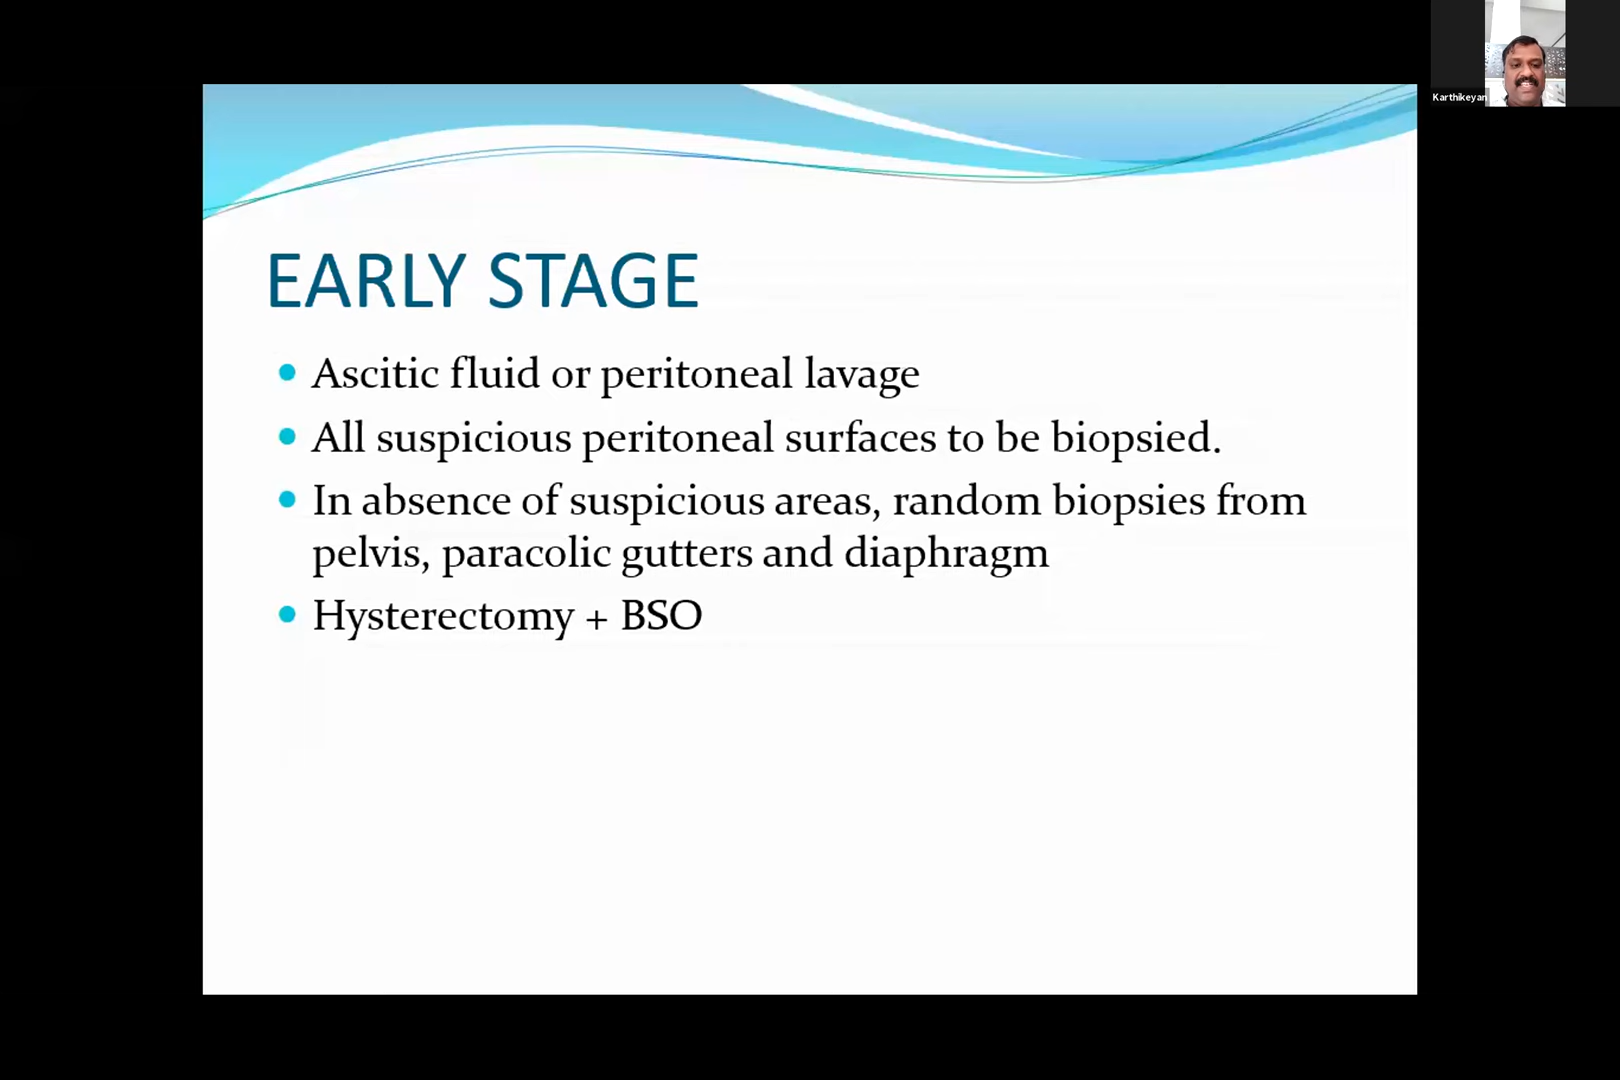 Karthikeyan
EARLY STAGE
Ascitic fluid or peritoneal lavage
All suspicious peritoneal surfaces to be biopsied.
In absence of suspicious areas, random biopsies from
pelvis, paracolic gutters and diaphragm
Hysterectomy + BSO